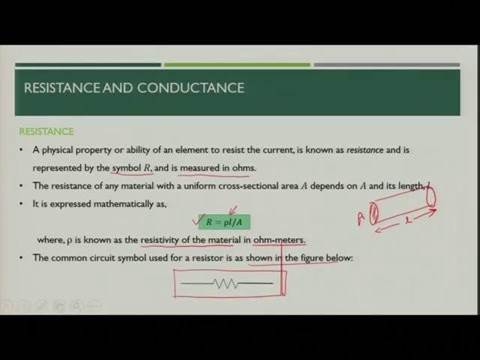 RESISTANCE AND CONDUCTANCE
RESISTANCE
• A physical property or ability of an element to resist the current, is known as resistance and is
represented by the symbol R, and is measured in ohms.
• The resistance of any material with a uniform cross-sectional area A depends on A and its length, l
• It is expressed mathematically as,
R = ρl/A
A
l
where, ρ is known as the resistivity of the material in ohm-meters.
• The common circuit symbol used for a resistor is as shown in the figure below: